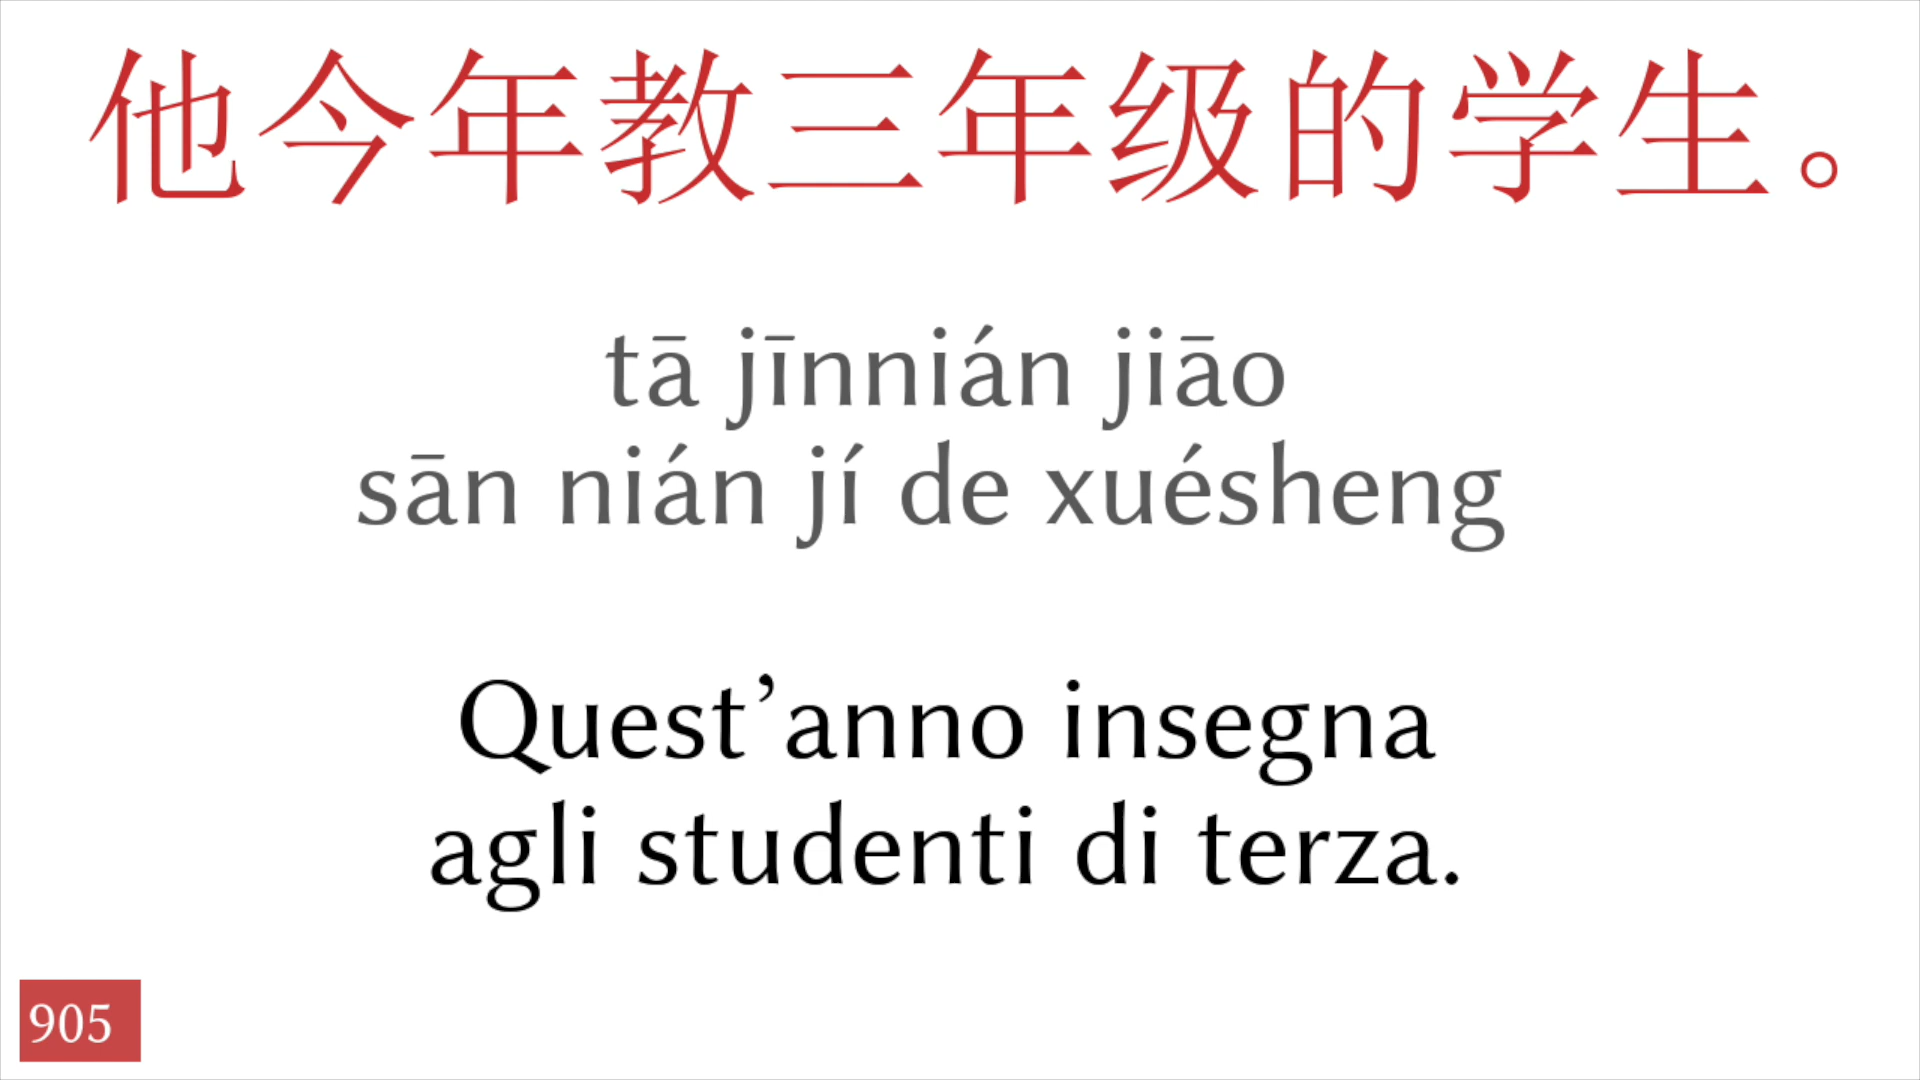 他今年教三年级的学生。
tā jīnnián jiāo
sān nián jí de xuésheng
Quest’anno insegna
agli studenti di terza.
905